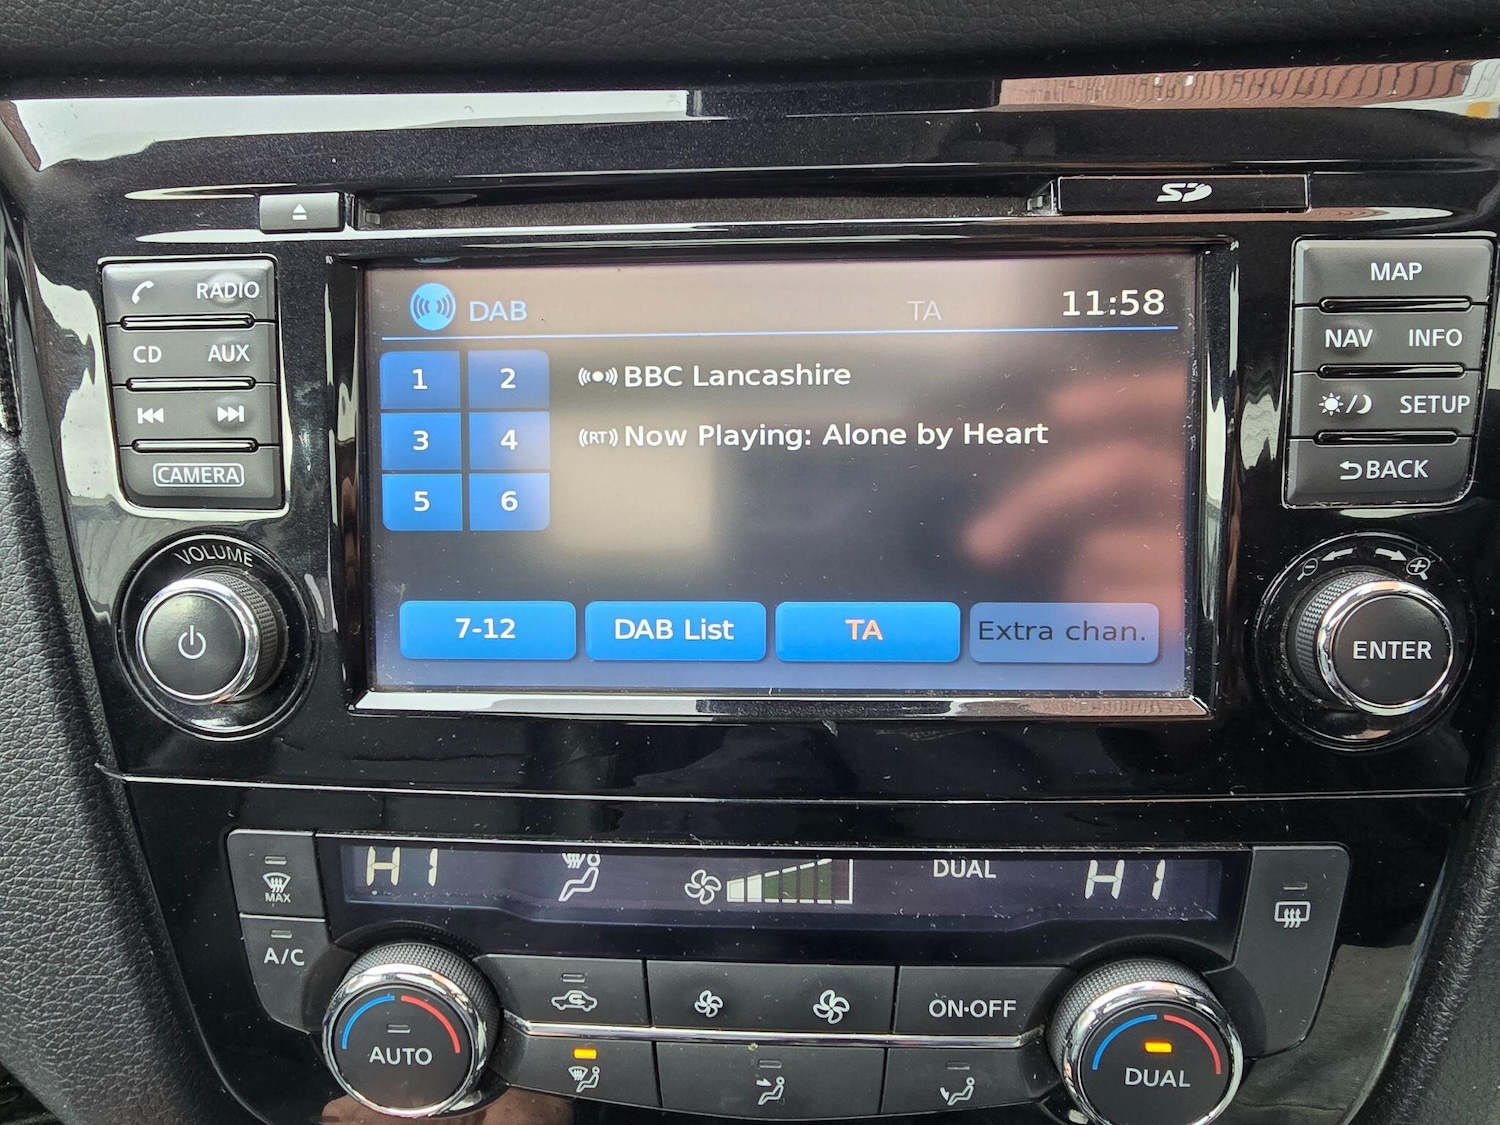 SD
RADIO
CD AUX
CAMERA
VOLUME
DAB TA 11:58
1 2
3 4
5 6
BBC Lancashire
(RT) Now Playing: Alone by Heart
7-12 DAB List TA Extra chan.
MAP
NAV INFO
SETUP
BACK
ENTER
HI DUAL HI
MAX
A/C
AUTO
ON·OFF
DUAL